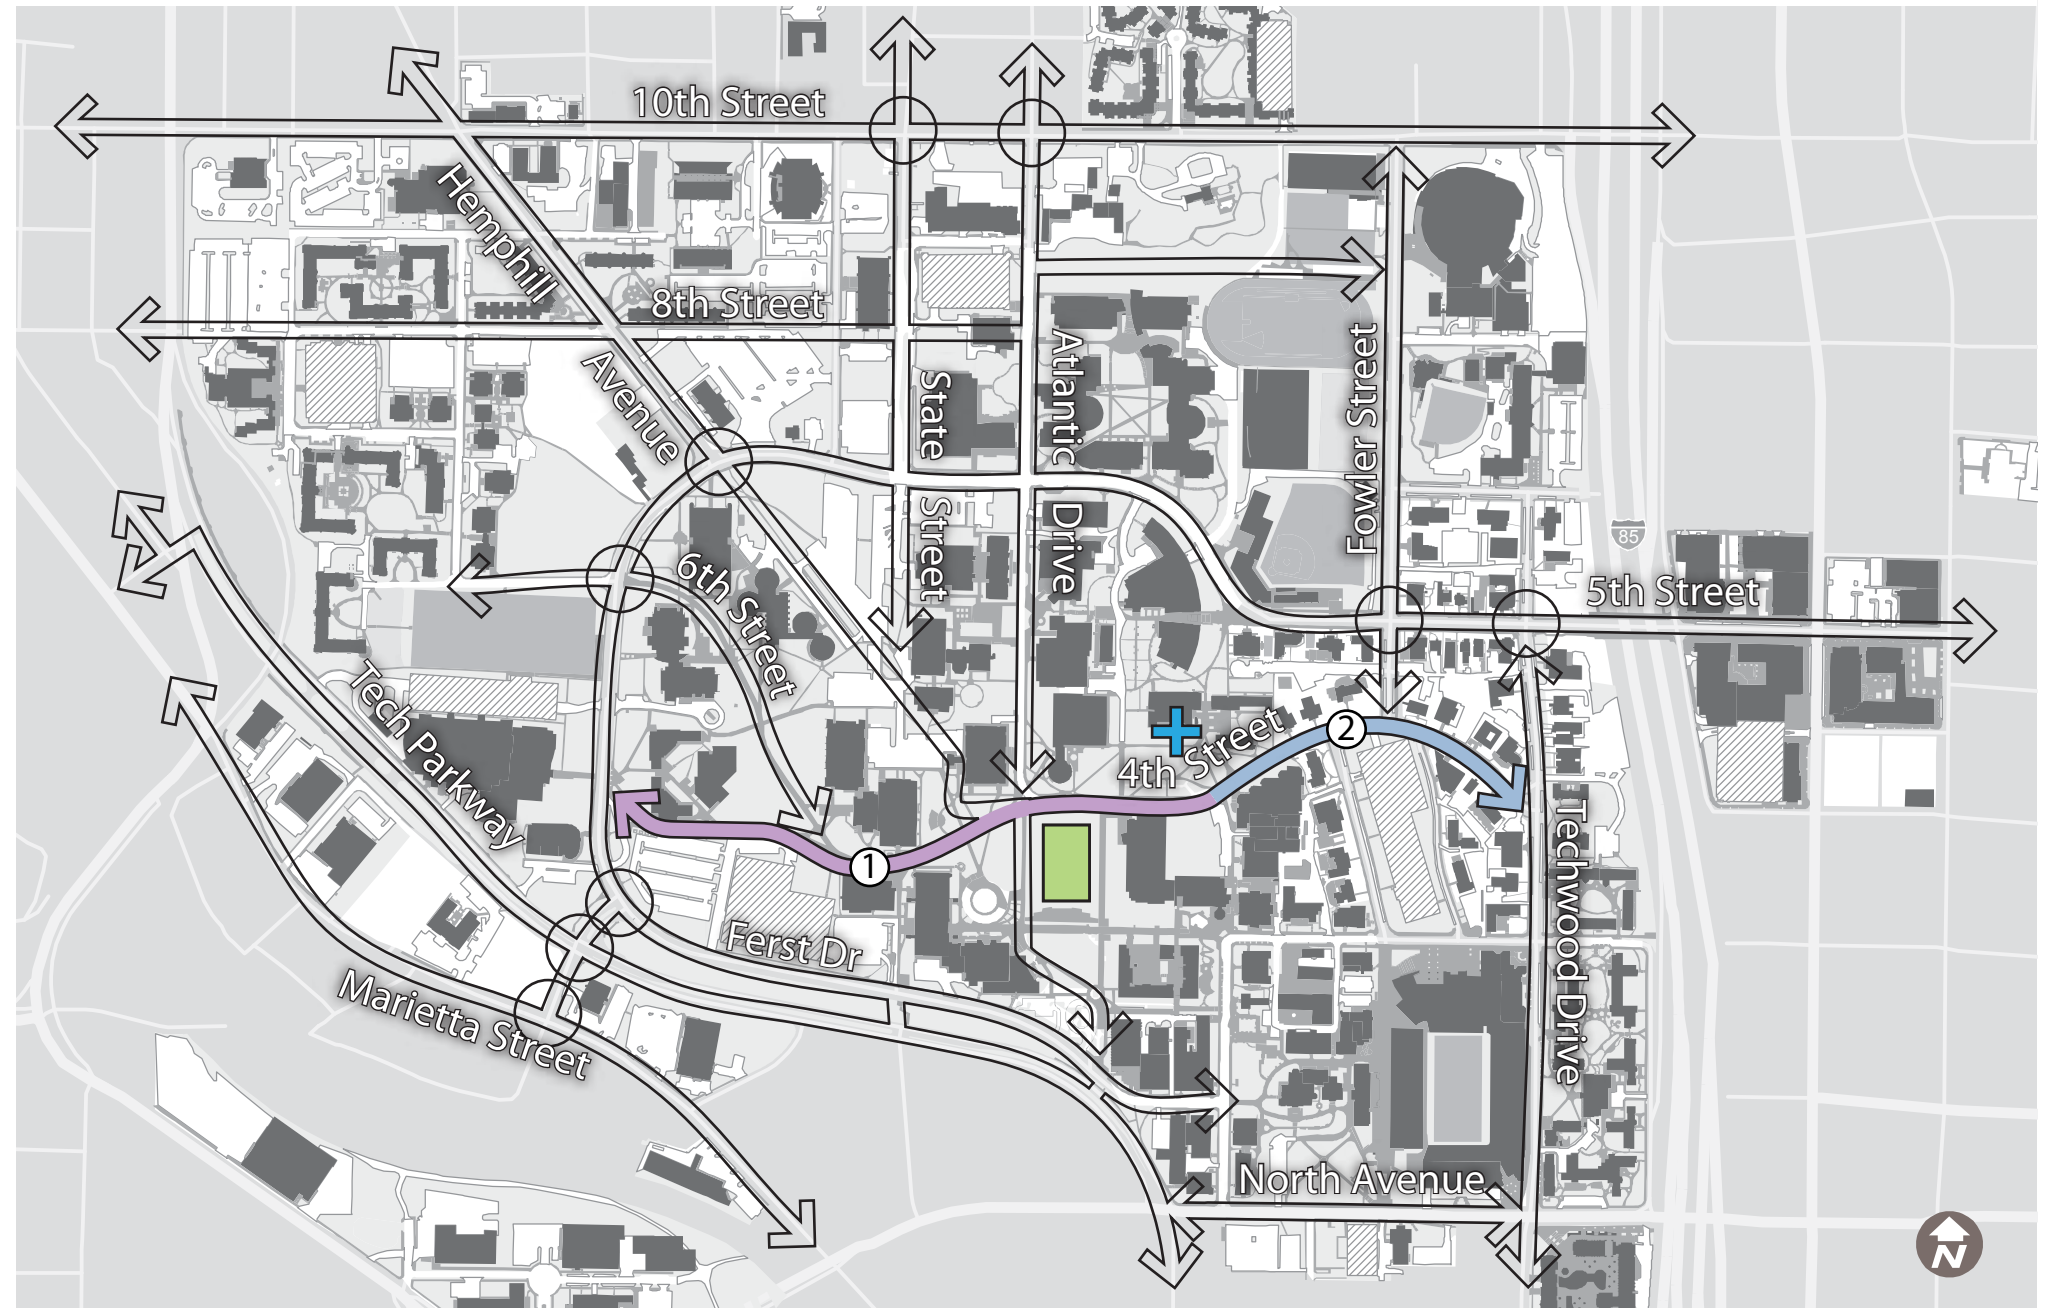 10th Street
Hemphill
Avenue
8th Street
State
Street
Atlantic
Drive
Fowler Street
85
5th Street
6th Street
Tech Parkway
4th Street
2
1
Techwood Drive
Ferst Dr
Marietta Street
North Avenue
N